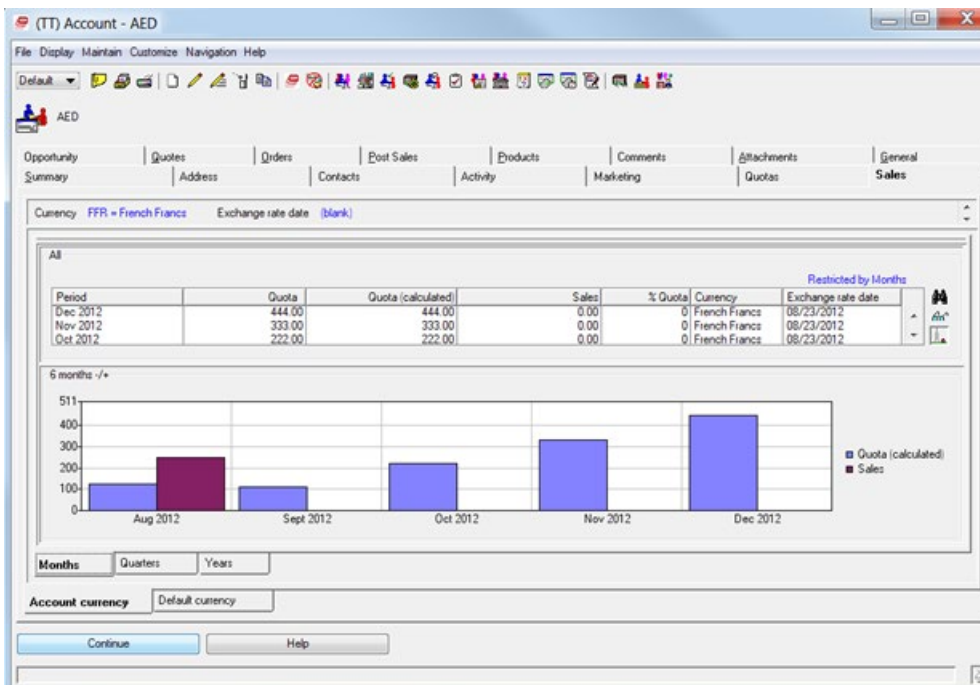 (TT) Account - AED
File Display Maintain Customize Navigation Help
Default
AED
Opportunity Quotes Orders Post Sales Products Comments Attachments General
Summary Address Contacts Activity Marketing Quotas Sales
Currency FFR = French Francs Exchange rate date (blank)
All
Restricted by Months
Period Quota Quota (calculated) Sales % Quota Currency Exchange rate date
Dec 2012 444.00 444.00 0.00 0 French Francs 08/23/2012
Nov 2012 333.00 333.00 0.00 0 French Francs 08/23/2012
Oct 2012 222.00 222.00 0.00 0 French Francs 08/23/2012
6 months -/+
511
400
300
200
100
0
Aug 2012 Sept 2012 Oct 2012 Nov 2012 Dec 2012
Quota (calculated)
Sales
Months Quarters Years
Account currency Default currency
Continue Help